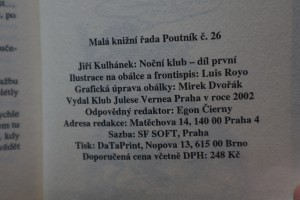 Malá knižní řada Poutník č. 26
Jiří Kulhánek: Noční klub – díl první
Ilustrace na obálce a frontispis: Luis Royo
Grafická úprava obálky: Mirek Dvořák
Vydal Klub Julese Vernea Praha v roce 2002
Odpovědný redaktor: Egon Čierny
Adresa redakce: Matěchova 14, 140 00 Praha 4
Sazba: SF SOFT, Praha
Tisk: DaTaPrint, Nopova 13, 615 00 Brno
Doporučená cena včetně DPH: 248 Kč